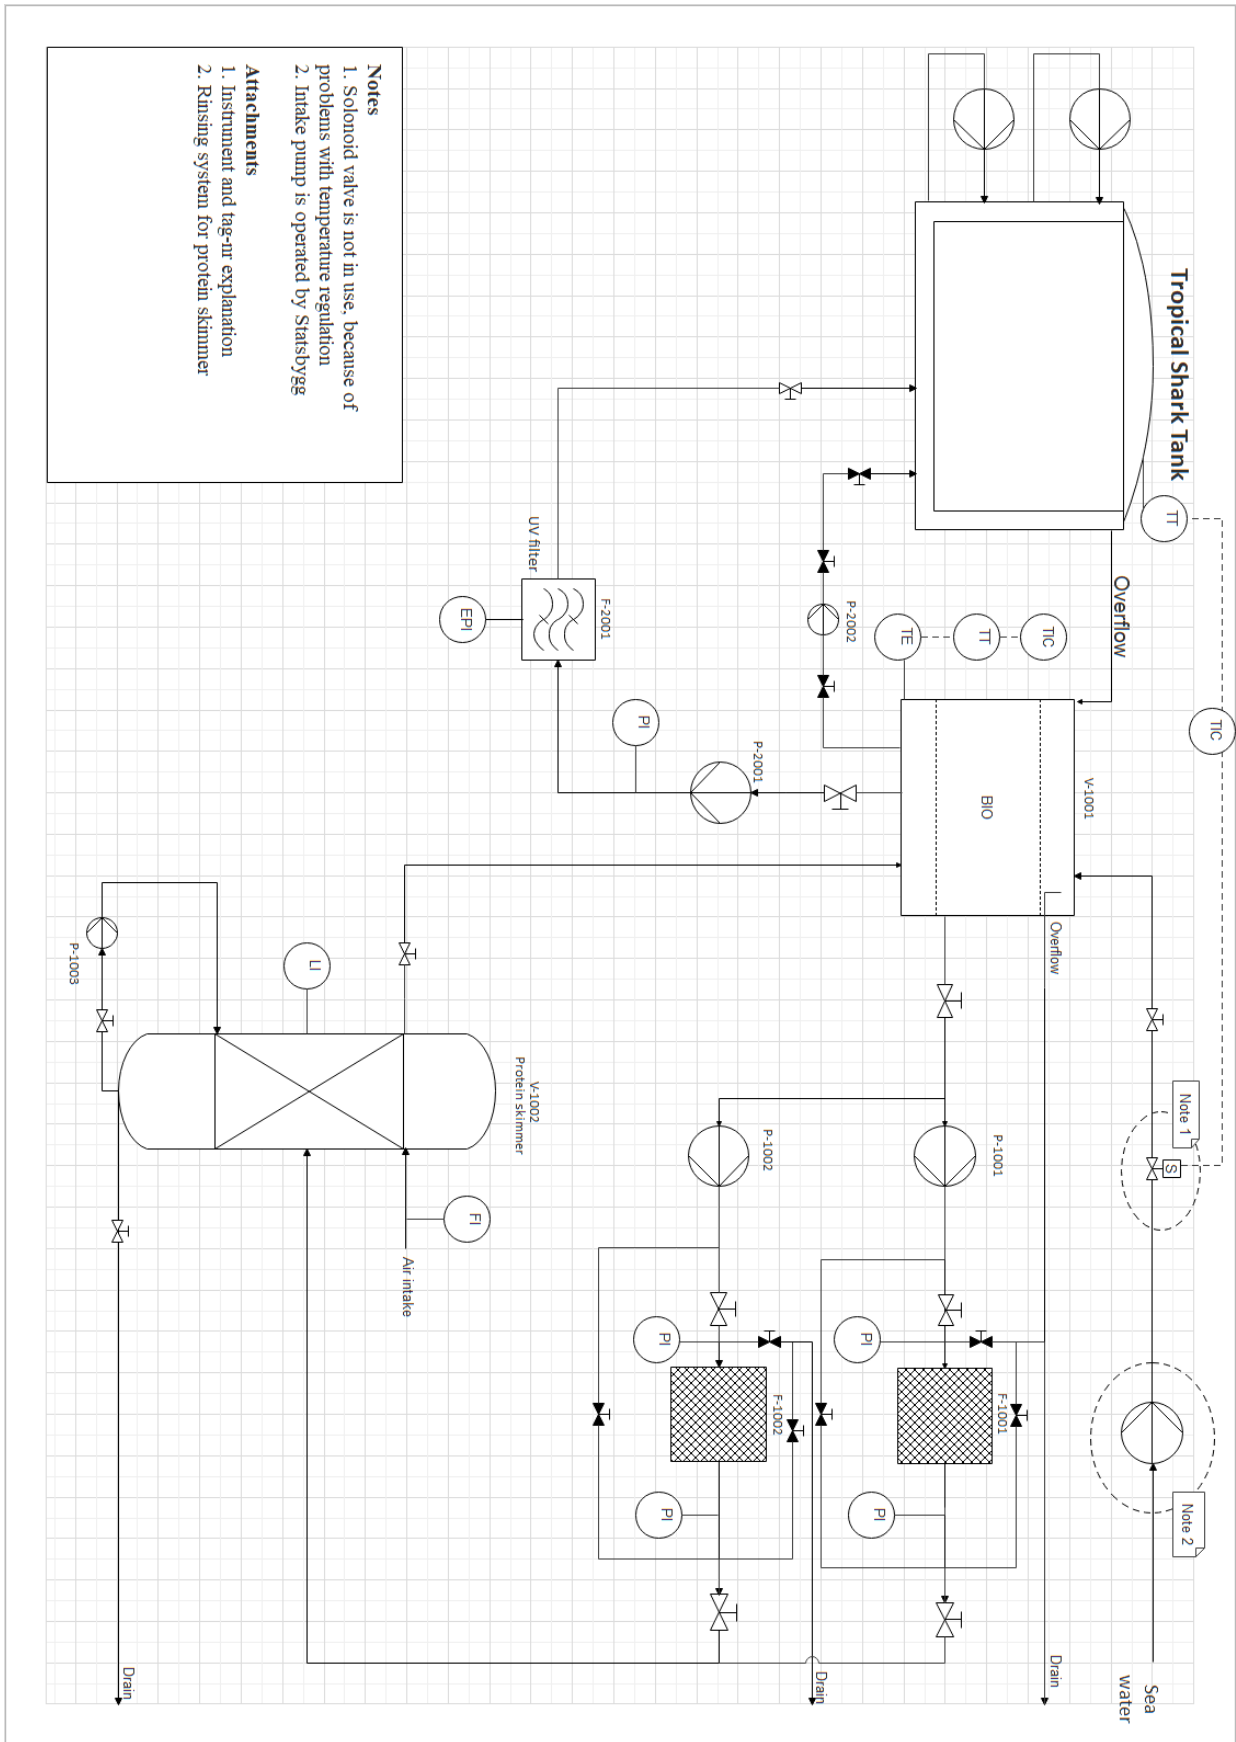 Tropical Shark Tank
TT
TIC
Overflow
TIC
TT
TE
P-2002
V-1001
BIO
Overflow
P-2001
PI
F-2001
UV filter
EPI
Note 1
S
Note 2
Sea
water
P-1001
P-1002
PI
F-1001
PI
PI
F-1002
PI
Drain
Drain
Drain
V-1002
Protein skimmer
LI
FI
Air intake
P-1003
Notes
1. Solonoid valve is not in use, because of
problems with temperature regulation
2. Intake pump is operated by Statsbygg
Attachments
1. Instrument and tag-nr explanation
2. Rinsing system for protein skimmer